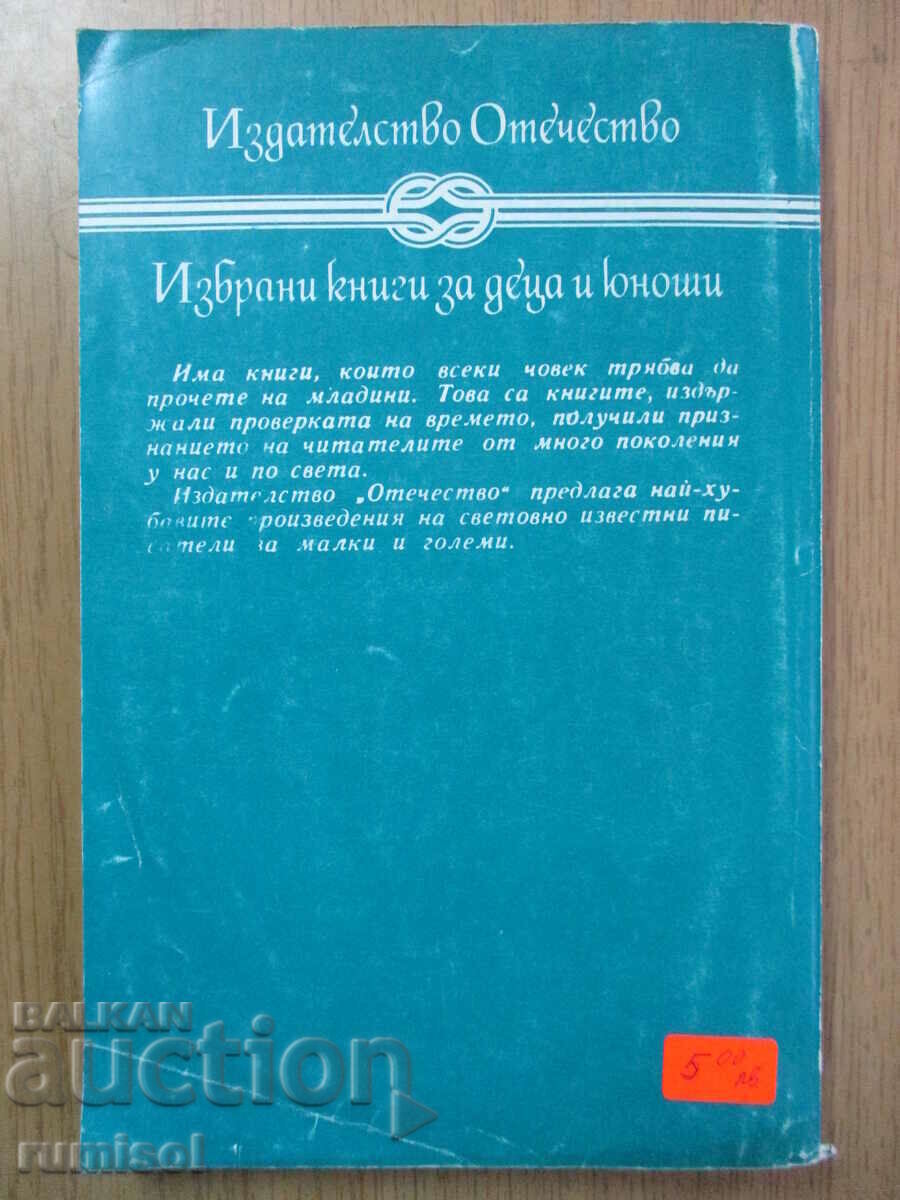 Издателство Отечество
Избрани книги за деца и юноши
Има книги, които всеки човек трябва да
прочете на младини. Това са книгите, издър-
жали проверката на времето, получили приз-
нанието на читателите от много поколения
у нас и по света.
Издателство „Отечество“ предлага най-ху-
бавите произведения на световно известни пи-
сатели за малки и големи.
5 00
лв.
BALKAN
auction
rumisol